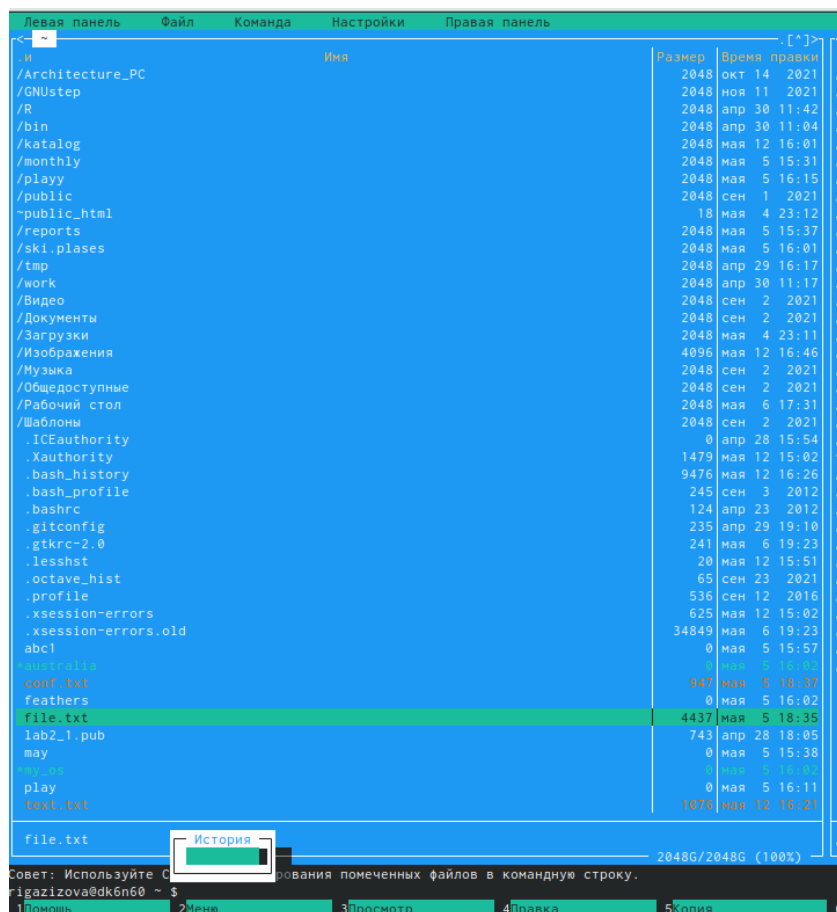 Левая панель Файл Команда Настройки Правая панель
<- ~ .[^]>
.и Имя Размер Время правки
/Architecture_PC 2048 окт 14 2021
/GNUstep 2048 ноя 11 2021
/R 2048 апр 30 11:42
/bin 2048 апр 30 11:04
/katalog 2048 мая 12 16:01
/monthly 2048 мая 5 15:31
/playy 2048 мая 5 16:15
/public 2048 сен 1 2021
~public_html 18 мая 4 23:12
/reports 2048 мая 5 15:37
/ski.plases 2048 мая 5 16:01
/tmp 2048 апр 29 16:17
/work 2048 апр 30 11:17
/Видео 2048 сен 2 2021
/Документы 2048 сен 2 2021
/Загрузки 2048 мая 4 23:11
/Изображения 4096 мая 12 16:46
/Музыка 2048 сен 2 2021
/Общедоступные 2048 сен 2 2021
/Рабочий стол 2048 мая 6 17:31
/Шаблоны 2048 сен 2 2021
.ICEauthority 0 апр 28 15:54
.Xauthority 1479 мая 12 15:02
.bash_history 9476 мая 12 16:26
.bash_profile 245 сен 3 2012
.bashrc 124 апр 23 2012
.gitconfig 235 апр 29 19:10
.gtkrc-2.0 241 мая 6 19:23
.lesshst 20 мая 12 15:51
.octave_hist 65 сен 23 2021
.profile 536 сен 12 2016
.xsession-errors 625 мая 12 15:02
.xsession-errors.old 34849 мая 6 19:23
abc1 0 мая 5 15:57
*australia 0 мая 5 16:02
conf.txt 947 мая 5 18:37
feathers 0 мая 5 16:02
file.txt 4437 мая 5 18:35
lab2_1.pub 743 апр 28 18:05
may 0 мая 5 15:38
*my_os 0 мая 5 16:02
play 0 мая 5 16:11
text.txt 1076 мая 12 16:21
file.txt
История
2048G/2048G (100%)
Совет: Используйте С рования помеченных файлов в командную строку.
rigazizova@dk6n60 ~ $
1Помощь 2Меню 3Просмотр 4Правка 5Копия